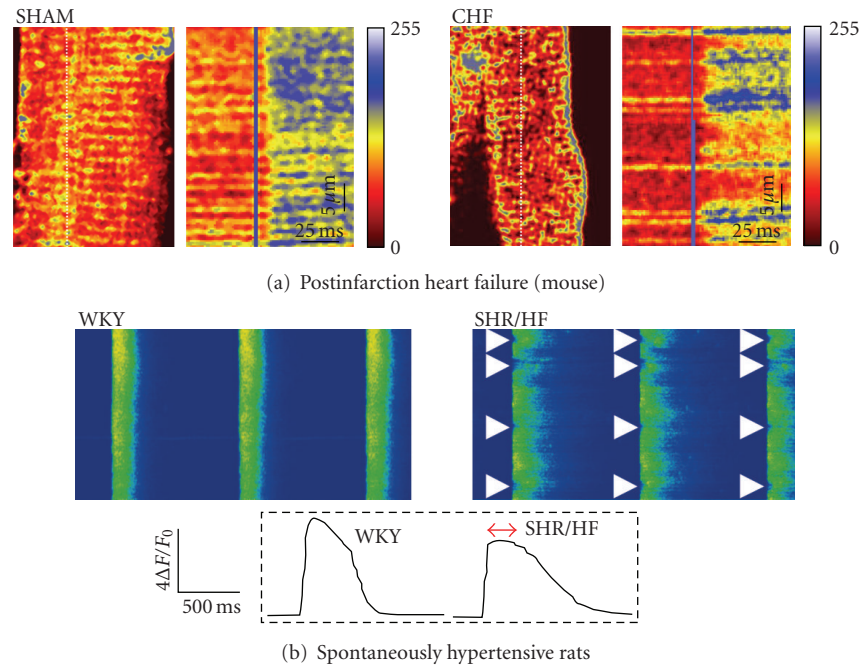 SHAM
CHF
255
0
5 μm
25 ms
255
0
5 μm
25 ms
(a) Postinfarction heart failure (mouse)
WKY
SHR/HF
4ΔF/F0
500 ms
WKY
SHR/HF
(b) Spontaneously hypertensive rats